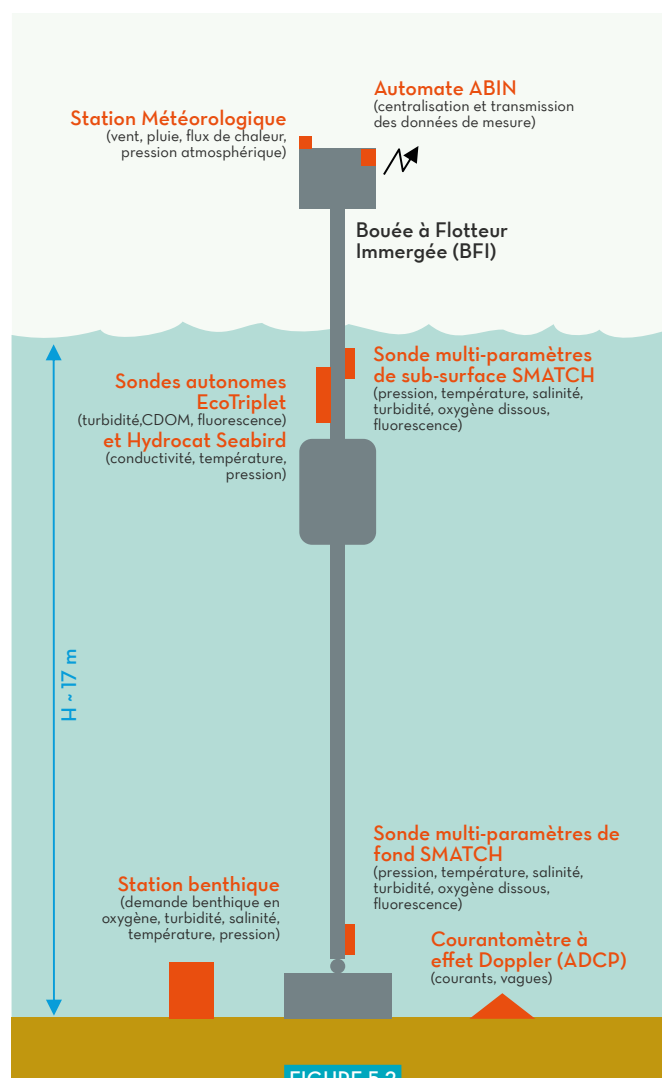 Automate ABIN
(centralisation et transmission
des données de mesure)
Station Météorologique
(vent, pluie, flux de chaleur,
pression atmosphérique)
Bouée à Flotteur
Immergée (BFI)
Sonde multi-paramètres
de sub-surface SMATCH
(pression, température, salinité,
turbidité, oxygène dissous,
fluorescence)
Sondes autonomes
EcoTriplet
(turbidité,CDOM, fluorescence)
et Hydrocat Seabird
(conductivité, température,
pression)
H ~ 17 m
Sonde multi-paramètres de
fond SMATCH
(pression, température, salinité,
turbidité, oxygène dissous,
fluorescence)
Station benthique
(demande benthique en
oxygène, turbidité, salinité,
température, pression)
Courantomètre à
effet Doppler (ADCP)
(courants, vagues)
FIGURE 5.2